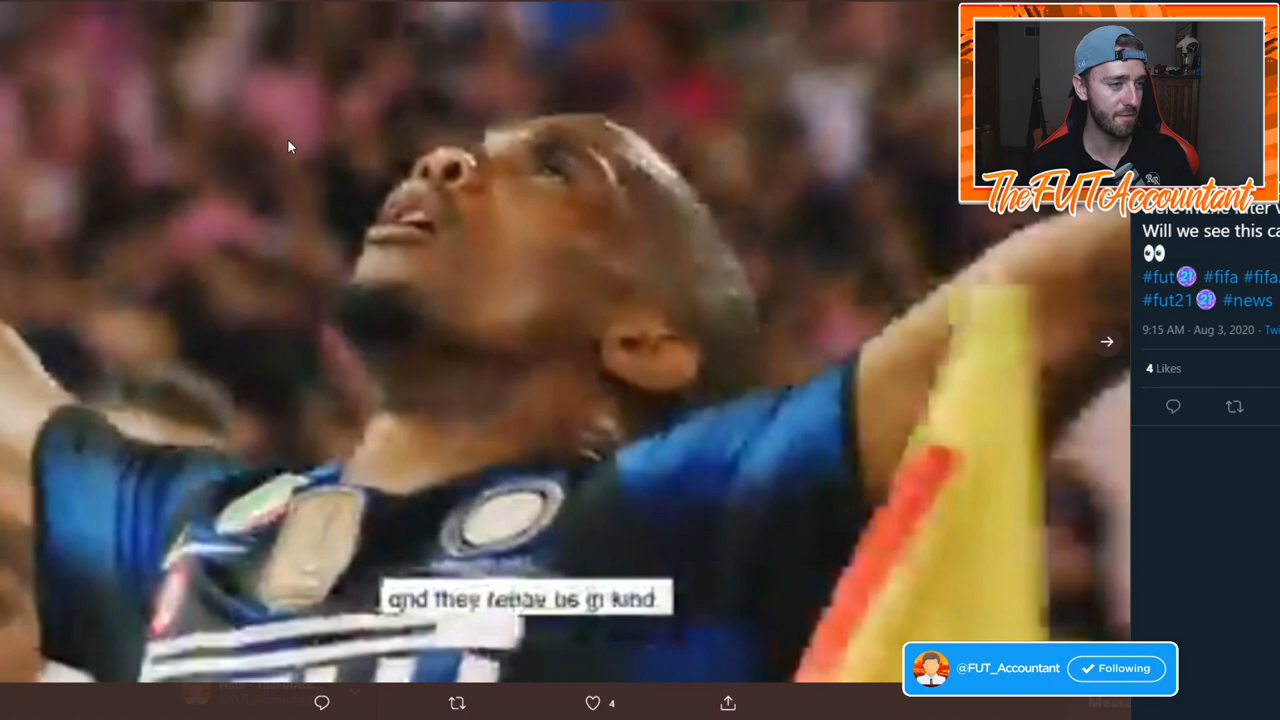 TheFUTAccountant
Will we see this ca
#fut #fifa #fifa
#fut21 #news
9:15 AM · Aug 3, 2020 ·
4 Likes
and they repay us in kind
@FUT_Accountant
Following
4